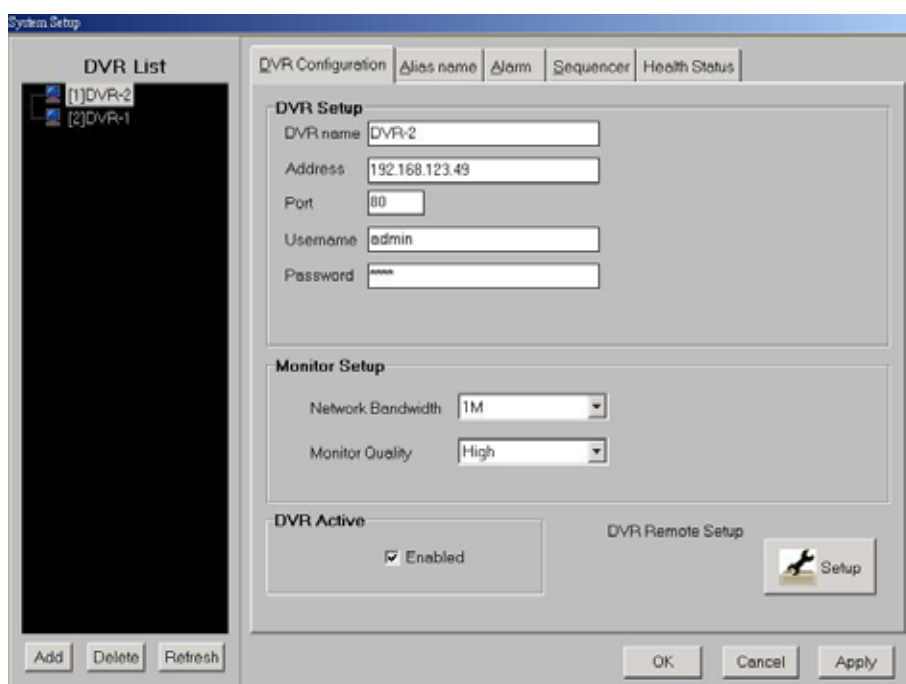 System Setup
DVR List
[1]DVR-2
[2]DVR-1
Add
Delete
Refresh
DVR Configuration
Alias name
Alarm
Sequencer
Health Status
DVR Setup
DVR name DVR-2
Address 192.168.123.49
Port 80
Username admin
Password ****
Monitor Setup
Network Bandwidth 1M
Monitor Quality High
DVR Active
Enabled
DVR Remote Setup
Setup
OK
Cancel
Apply